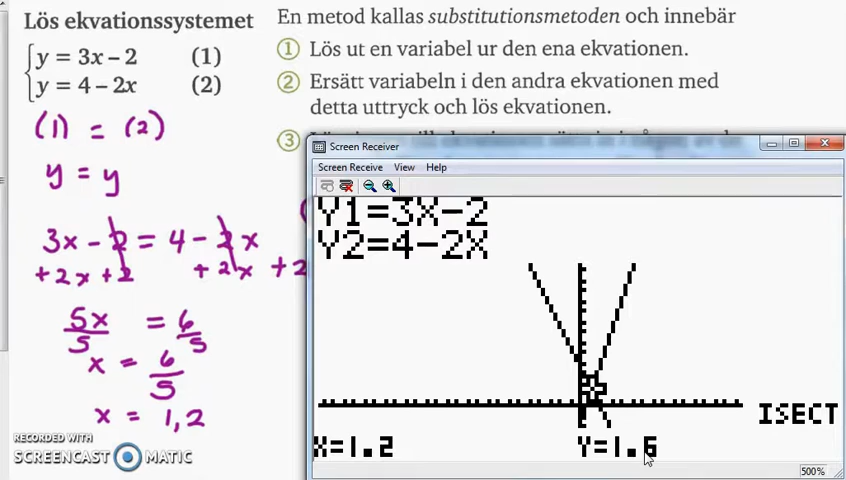 Lös ekvationssystemet
y = 3x – 2 (1)
y = 4 – 2x (2)
(1) = (2)
y = y
3x - 2 = 4 - 2x
+2x +2 +2x +2
5x/5 = 6/5
x = 6/5
x = 1,2
En metod kallas substitutionsmetoden och innebär
① Lös ut en variabel ur den ena ekvationen.
② Ersätt variabeln i den andra ekvationen med
detta uttryck och lös ekvationen.
③
Screen Receiver
Screen Receive View Help
Y1=3X-2
Y2=4-2X
ISECT
X=1.2 Y=1.6
500%
RECORDED WITH
SCREENCAST MATIC